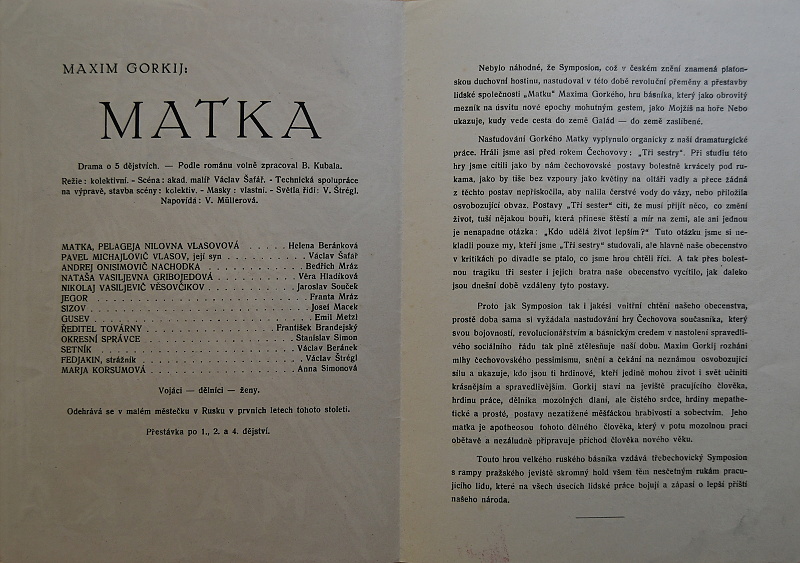 MAXIM GORKIJ:
MATKA
Drama o 5 dějstvích. — Podle románu volně zpracoval B. Kubala.
Režie: kolektivní. - Scéna: akad. malíř Václav Šafář. - Technická spolupráce
na výpravě, stavba scény: kolektiv. - Masky: vlastní. - Světla řídí: V. Štrégl.
Napovídá: V. Müllerová.
MATKA, PELAGEJA NILOVNA VLASOVOVÁ . . . . . Helena Beránková
PAVEL MICHAJLOVIČ VLASOV, její syn . . . . . . . . . . Václav Šafář
ANDREJ ONISIMOVIČ NACHODKA . . . . . . . . . . . . Bedřich Mráz
NATAŠA VASILJEVNA GRIBOJEDOVÁ . . . . . . . . . . Věra Hladíková
NIKOLAJ VASILJEVIČ VĚSOVČIKOV . . . . . . . . . . Jaroslav Souček
JEGOR . . . . . . . . . . . . . . . . . . . . . . . . . . . Franta Mráz
SIZOV . . . . . . . . . . . . . . . . . . . . . . . . . . . Josef Macek
GUSEV . . . . . . . . . . . . . . . . . . . . . . . . . . . Emil Metzl
ŘEDITEL TOVÁRNY . . . . . . . . . . . . . . . František Brandejský
OKRESNÍ SPRÁVCE . . . . . . . . . . . . . . . . . Stanislav Šimon
SETNÍK . . . . . . . . . . . . . . . . . . . . . . . . Václav Beránek
FEDJAKIN, strážník . . . . . . . . . . . . . . . . . . . Václav Štrégl
MARJA KORSUMOVÁ . . . . . . . . . . . . . . . . . Anna Simonová
Vojáci — dělníci — ženy.
Odehrává se v malém městečku v Rusku v prvních letech tohoto století.
Přestávka po 1., 2. a 4. dějství.
Nebylo náhodné, že Symposion, což v českém znění znamená platon-
skou duchovní hostinu, nastudoval v této době revoluční přeměny a přestavby
lidské společnosti „Matku" Maxima Gorkého, hru básníka, který jako obrovitý
mezník na úsvitu nové epochy mohutným gestem, jako Mojžíš na hoře Nebo
ukazuje, kudy vede cesta do země Galád — do země zaslíbené.
Nastudování Gorkého Matky vyplynulo organicky z naší dramaturgické
práce. Hráli jsme asi před rokem Čechovovy: „Tři sestry". Při studiu této
hry jsme cítili jako by nám čechovovské postavy bolestně krvácely pod ru-
kama, jako by tiše bez vzpoury jako květiny na oltáři vadly a přece žádná
z těchto postav nepřiskočila, aby nalila čerstvé vody do vázy, nebo přiložila
osvobozující obvaz. Postavy „Tří sester" cítí, že musí přijít něco, co změní
život, tuší nějakou bouři, která přinese štěstí a mír na zemi, ale ani jednou
je nenapadne otázka: „Kdo udělá život lepším?" Tuto otázku jsme si ne-
kladli pouze my, kteří jsme „Tři sestry" studovali, ale hlavně naše obecenstvo
v kritikách po divadle se ptalo, co jsme hrou chtěli říci. A tak přes bolest-
nou tragiku tří sester i jejich bratra naše obecenstvo vycítilo, jak daleko
jsou dnešní době vzdáleny tyto postavy.
Proto jak Symposion tak i jakési vnitřní chtění našeho obecenstva,
prostě doba sama si vyžádala nastudování hry Čechovova současníka, který
svou bojovností, revolucionářstvím a básnickým credem v nastolení spravedli-
vého sociálního řádu tak plně ztělesňuje naši dobu. Maxim Gorkij rozhání
mlhy čechovovského pessimismu, snění a čekání na neznámou osvobozující
sílu a ukazuje, kdo jsou ti hrdinové, kteří jedině mohou život i svět učiniti
krásnějším a spravedlivějším. Gorkij staví na jeviště pracujícího člověka,
hrdinu práce, dělníka mozolných dlaní, ale čistého srdce, hrdiny nepathe-
tické a prosté, postavy nezatížené měšťáckou hrabivostí a sobectvím. Jeho
matka je apotheosou tohoto dělného člověka, který v potu mozolnou prací
obětavě a nezáludně připravuje příchod člověka nového věku.
Touto hrou velkého ruského básníka vzdává třebechovický Symposion
s rampy pražského jeviště skromný hold všem těm nesčetným rukám pracu-
jícího lidu, které na všech úsecích lidské práce bojují a zápasí o lepší příští
našeho národa.